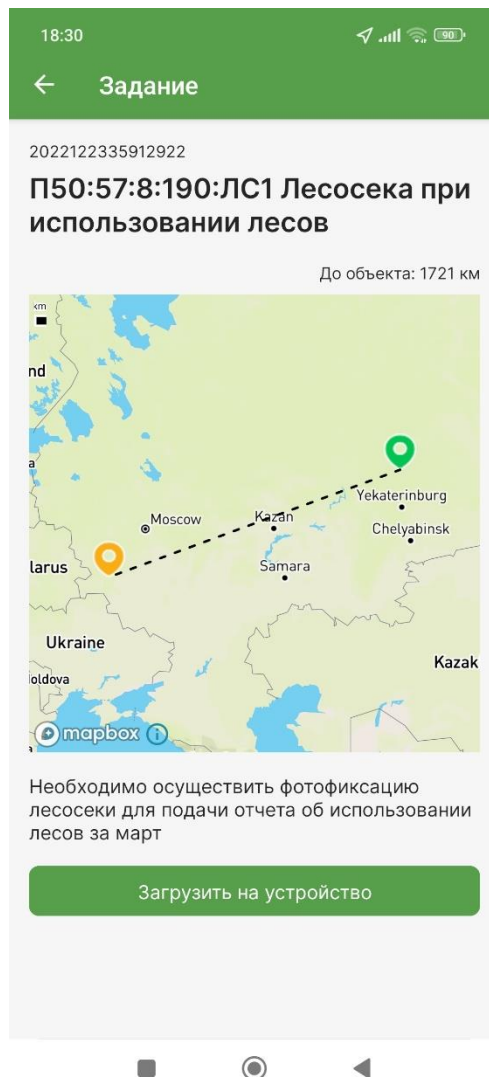 18:30
90
Задание
2022122335912922
П50:57:8:190:ЛС1 Лесосека при
использовании лесов
До объекта: 1721 км
km
nd
a
Yekaterinburg
Moscow
Kazan
Chelyabinsk
larus
Samara
Ukraine
Kazak
oldova
mapbox
Необходимо осуществить фотофиксацию
лесосеки для подачи отчета об использовании
лесов за март
Загрузить на устройство